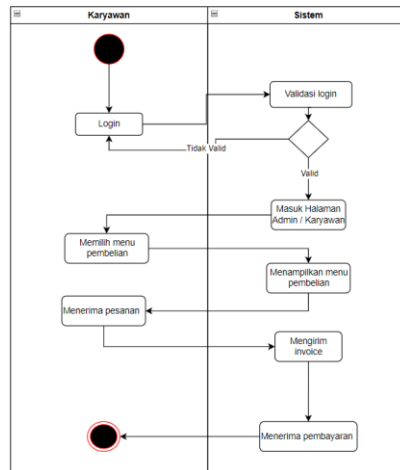 Karyawan
Sistem
Validasi login
Login
Tidak Valid
Valid
Masuk Halaman
Admin / Karyawan
Memilih menu
pembelian
Menampilkan menu
pembelian
Menerima pesanan
Mengirim
invoice
Menerima pembayaran